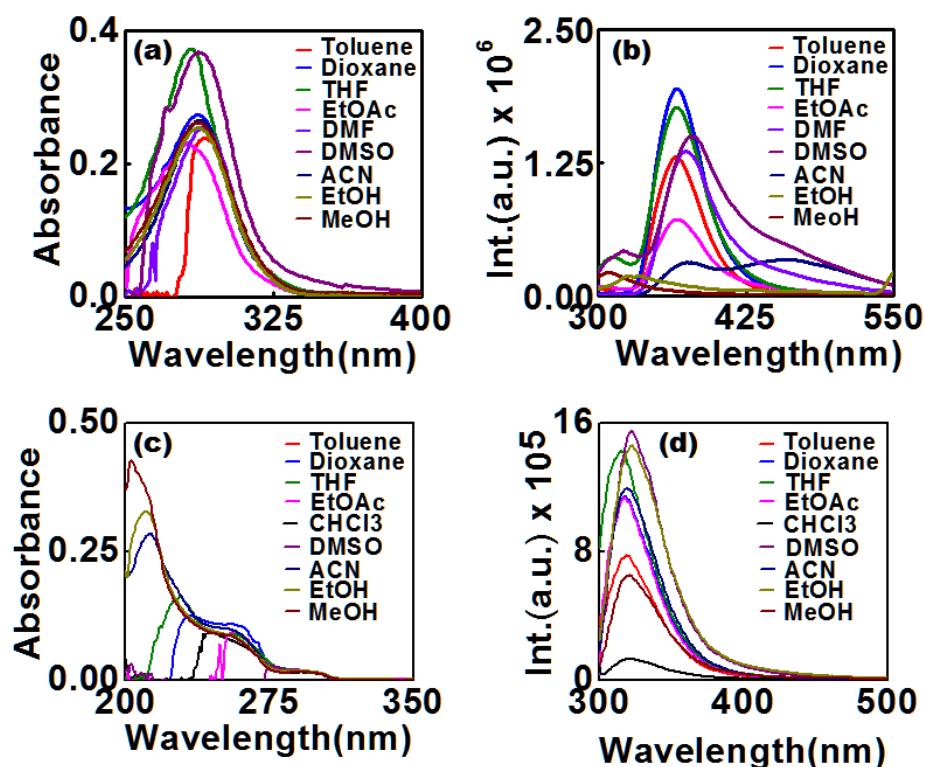 (a)
Absorbance
0.4
0.2
0.0
250
325
400
Wavelength(nm)
Toluene
Dioxane
THF
EtOAc
DMF
DMSO
ACN
EtOH
MeOH
(b)
Int.(a.u.) x 10⁶
2.50
1.25
0.00
300
425
550
Wavelength(nm)
Toluene
Dioxane
THF
EtOAc
DMF
DMSO
ACN
EtOH
MeoH
(c)
Absorbance
0.50
0.25
0.00
200
275
350
Wavelength(nm)
Toluene
Dioxane
THF
EtOAc
CHCl3
DMSO
ACN
EtOH
MeOH
(d)
Int.(a.u.) x 105
16
8
0
300
400
500
Wavelength(nm)
Toluene
Dioxane
THF
EtOAc
CHCl3
DMSO
ACN
EtOH
MeOH